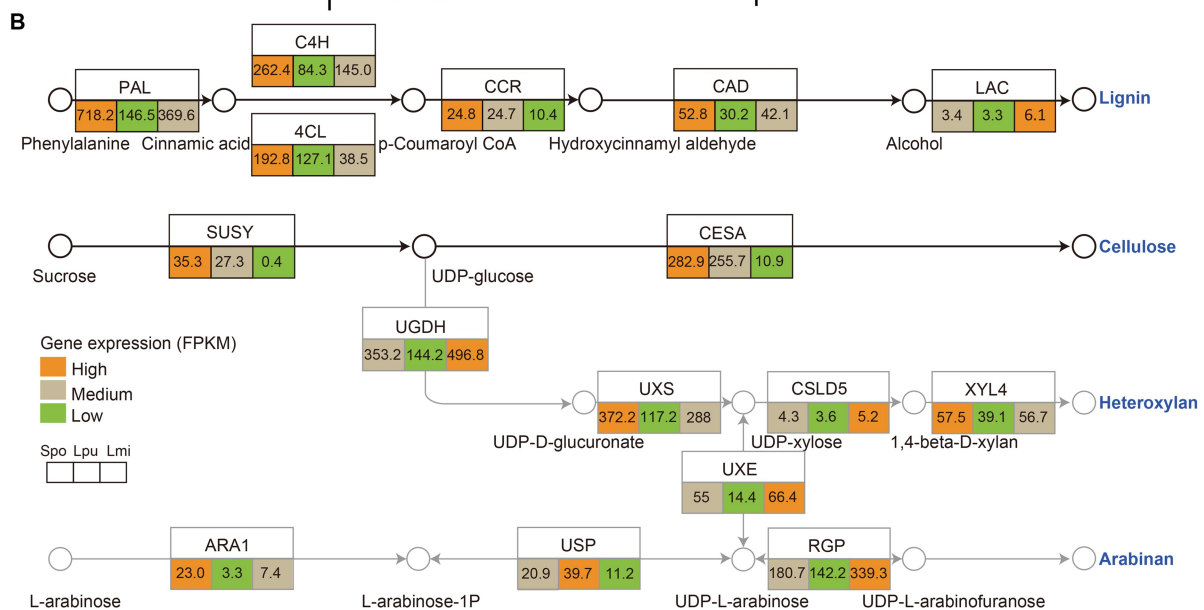 B
C4H
262.4 84.3 145.0
PAL
718.2 146.5 369.6
CCR
24.8 24.7 10.4
CAD
52.8 30.2 42.1
LAC
3.4 3.3 6.1
Lignin
4CL
192.8 127.1 38.5
Phenylalanine
Cinnamic acid
p-Coumaroyl CoA
Hydroxycinnamyl aldehyde
Alcohol
SUSY
35.3 27.3 0.4
CESA
282.9 255.7 10.9
Cellulose
Sucrose
UDP-glucose
UGDH
353.2 144.2 496.8
Gene expression (FPKM)
High
Medium
Low
Spo Lpu Lmi
UXS
372.2 117.2 288
CSLD5
4.3 3.6 5.2
XYL4
57.5 39.1 56.7
Heteroxylan
UDP-D-glucuronate
UDP-xylose
1,4-beta-D-xylan
UXE
55 14.4 66.4
ARA1
23.0 3.3 7.4
USP
20.9 39.7 11.2
RGP
180.7 142.2 339.3
Arabinan
L-arabinose
L-arabinose-1P
UDP-L-arabinose
UDP-L-arabinofuranose